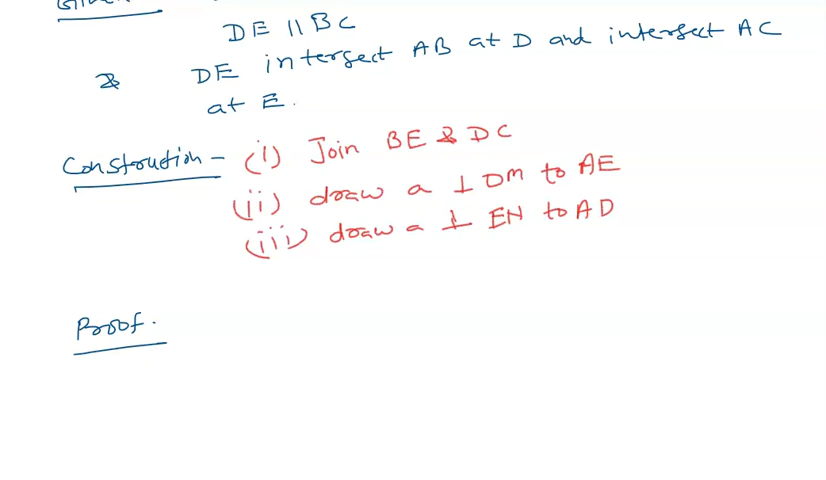 Given
DE || BC
& DE intersect AB at D and intersect AC
at E.
Construction - (i) Join BE & DC
(ii) draw a ⊥ DM to AE
(iii) draw a ⊥ EN to AD
Proof.